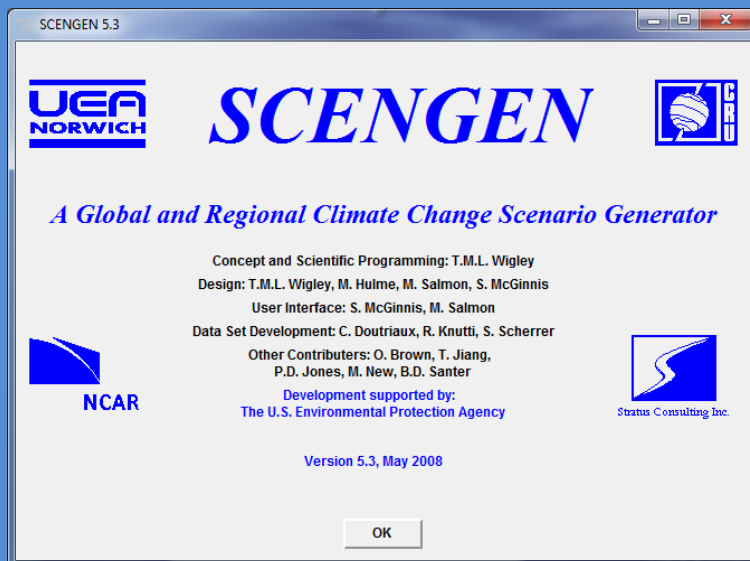 SCENGEN 5.3
UEA
NORWICH
SCENGEN
CRU
A Global and Regional Climate Change Scenario Generator
Concept and Scientific Programming: T.M.L. Wigley
Design: T.M.L. Wigley, M. Hulme, M. Salmon, S. McGinnis
User Interface: S. McGinnis, M. Salmon
Data Set Development: C. Doutriaux, R. Knutti, S. Scherrer
Other Contributers: O. Brown, T. Jiang,
P.D. Jones, M. New, B.D. Santer
NCAR
Development supported by:
The U.S. Environmental Protection Agency
Stratus Consulting Inc.
Version 5.3, May 2008
OK